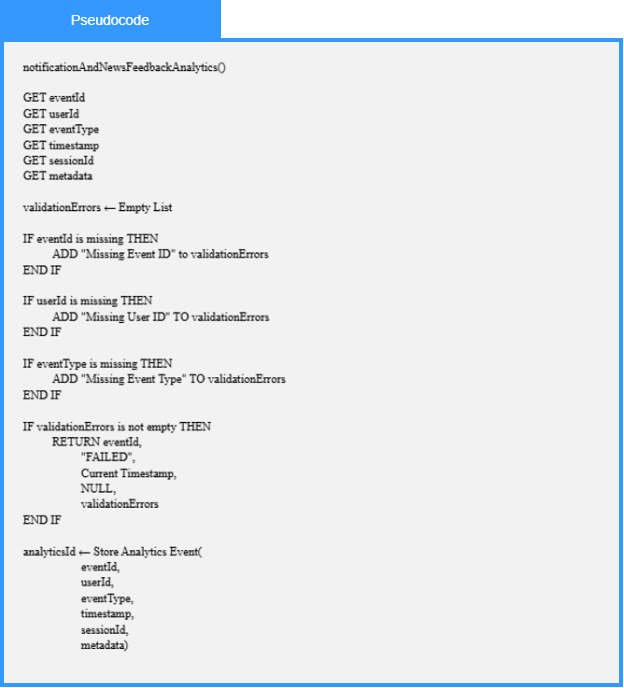 Pseudocode
notificationAndNewsFeedbackAnalytics()
GET eventId
GET userId
GET eventType
GET timestamp
GET sessionId
GET metadata
validationErrors ← Empty List
IF eventId is missing THEN
ADD "Missing Event ID" to validationErrors
END IF
IF userId is missing THEN
ADD "Missing User ID" TO validationErrors
END IF
IF eventType is missing THEN
ADD "Missing Event Type" TO validationErrors
END IF
IF validationErrors is not empty THEN
RETURN eventId,
"FAILED",
Current Timestamp,
NULL,
validationErrors
END IF
analyticsId ← Store Analytics Event(
eventId,
userId,
eventType,
timestamp,
sessionId,
metadata)